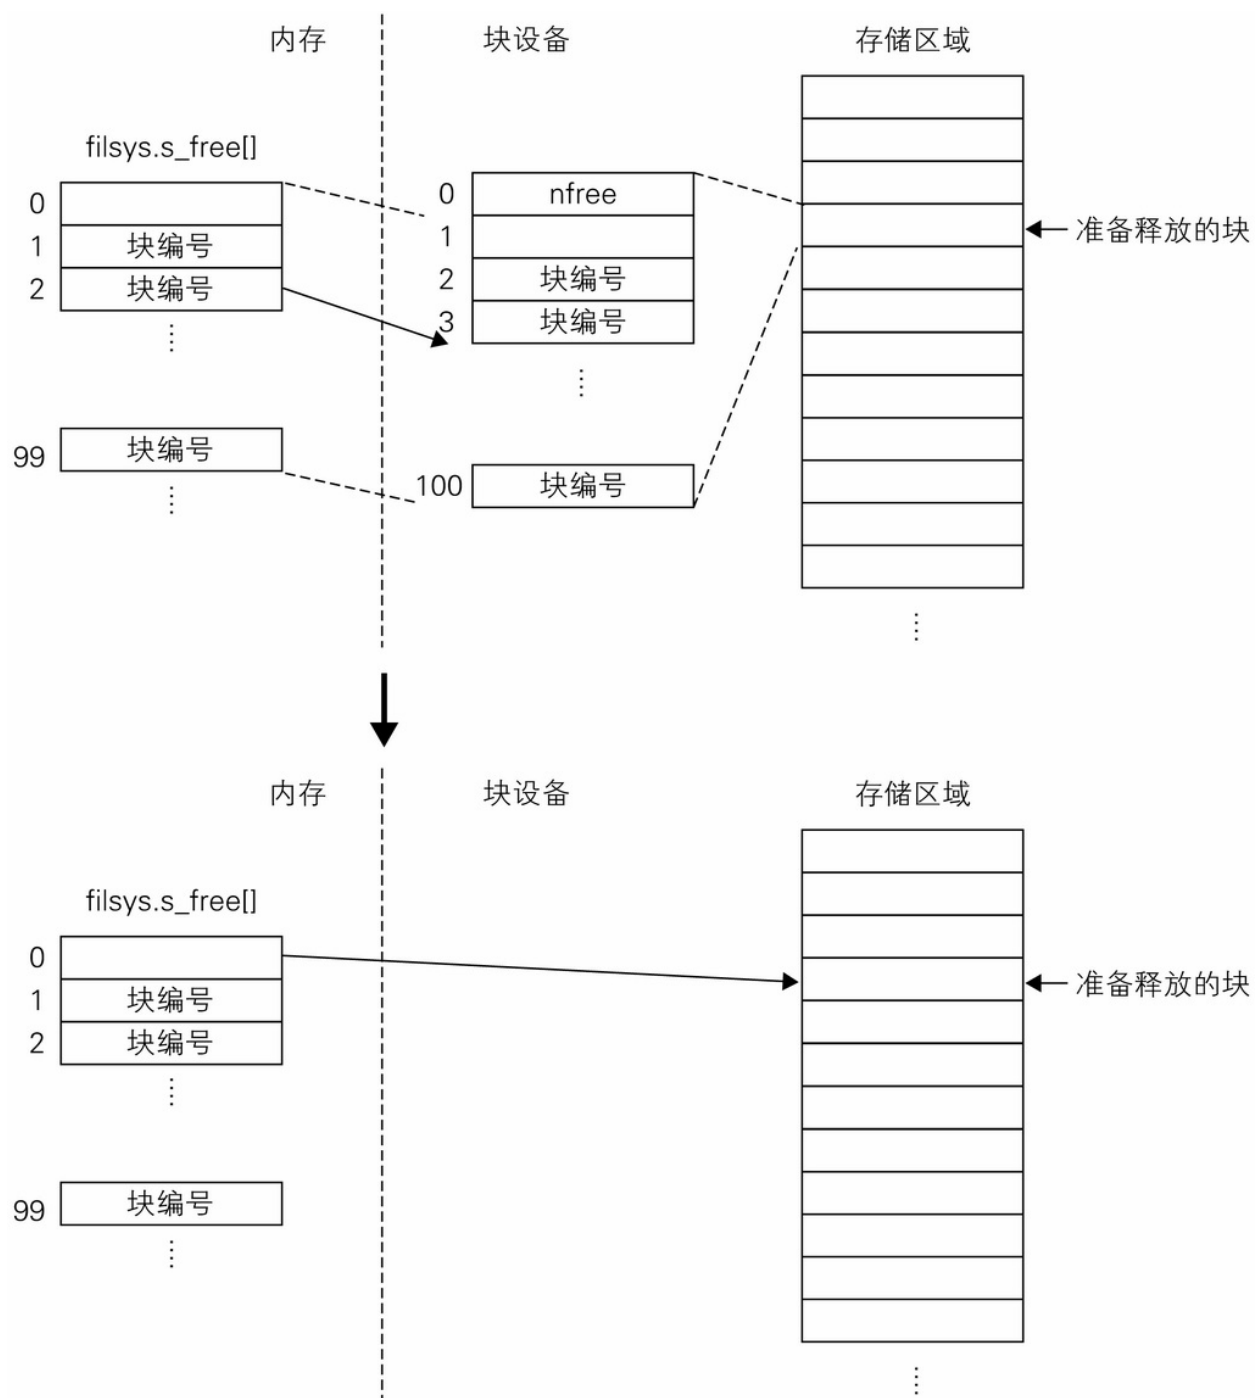 内存 块设备 存储区域
filsys.s_free[]
0 nfree
0
1
准备释放的块
1 块编号
2 块编号
2 块编号
3 块编号
⋮
⋮
99 块编号
100 块编号
⋮
⋮
内存 块设备 存储区域
filsys.s_free[]
0
准备释放的块
1 块编号
2 块编号
⋮
99 块编号
⋮
⋮